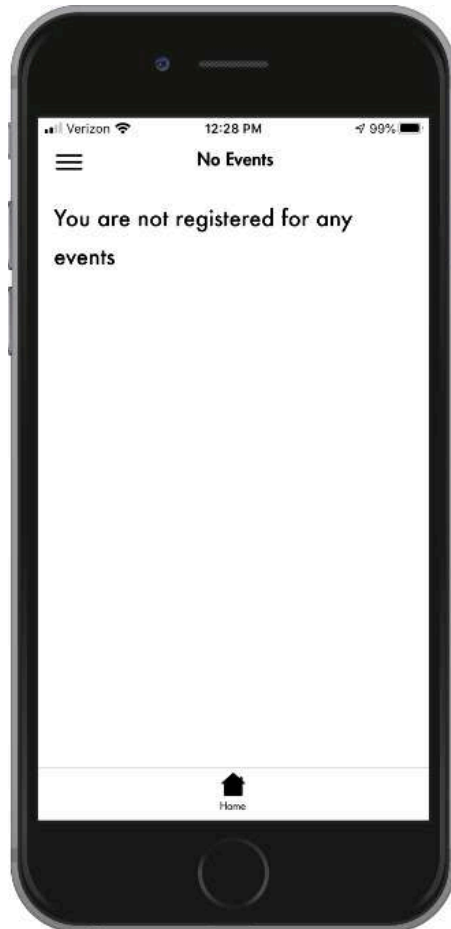 Verizon 12:28 PM 99%
No Events
You are not registered for any
events
Home